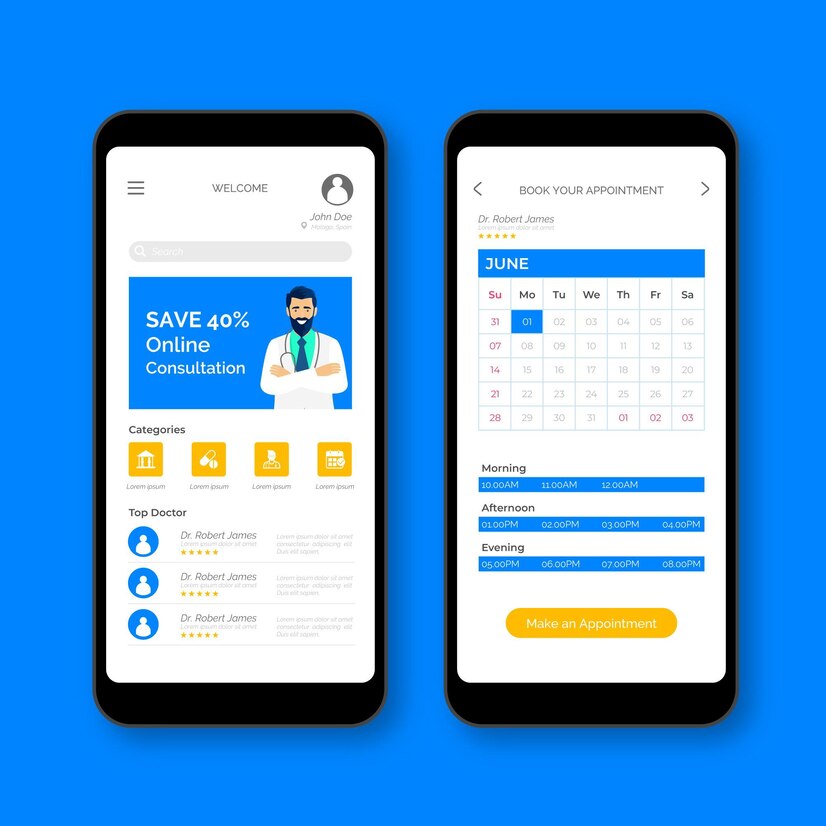 WELCOME
John Doe
Malaga, Spain
Search
SAVE 40%
Online
Consultation
Categories
Lorem ipsum Lorem ipsum Lorem ipsum Lorem ipsum
Top Doctor
Dr. Robert James
Lorem ipsum dolor sit amet
Lorem ipsum dolor sit amet
consectetur adipising elit
Duis elit sapien.
Dr. Robert James
Lorem ipsum dolor sit amet
Lorem ipsum dolor sit amet
consectetur adipising elit
Duis elit sapien.
Dr. Robert James
Lorem ipsum dolor sit amet
Lorem ipsum dolor sit amet
consectetur adipising elit
Duis elit sapien.
BOOK YOUR APPOINTMENT
Dr. Robert James
Lorem ipsum dolor sit amet
JUNE
Su Mo Tu We Th Fr Sa
31 01 02 03 04 05 06
07 08 09 10 11 12 13
14 15 16 17 18 19 20
21 22 23 24 25 26 27
28 29 30 31 01 02 03
Morning
10.00AM 11.00AM 12.00AM
Afternoon
01.00PM 02.00PM 03.00PM 04.00PM
Evening
05.00PM 06.00PM 07.00PM 08.00PM
Make an Appointment